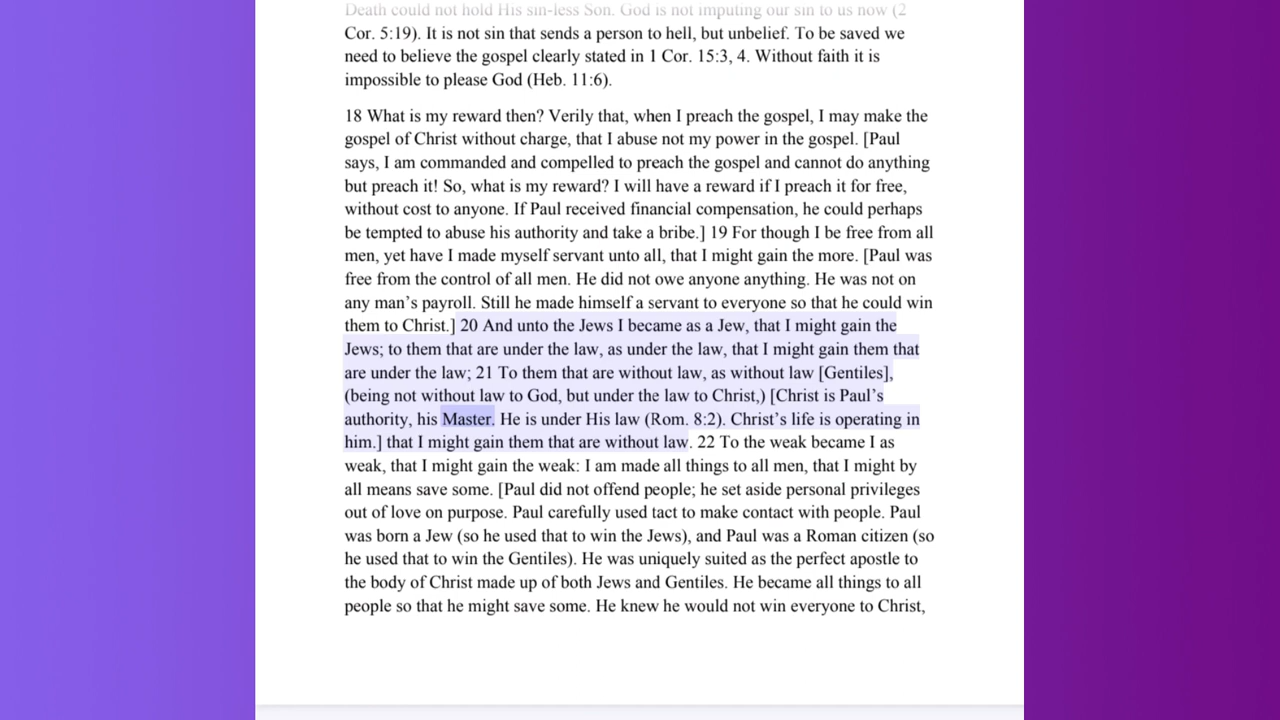 Death could not hold His sin-less Son. God is not imputing our sin to us now (2
Cor. 5:19). It is not sin that sends a person to hell, but unbelief. To be saved we
need to believe the gospel clearly stated in 1 Cor. 15:3, 4. Without faith it is
impossible to please God (Heb. 11:6).
18 What is my reward then? Verily that, when I preach the gospel, I may make the
gospel of Christ without charge, that I abuse not my power in the gospel. [Paul
says, I am commanded and compelled to preach the gospel and cannot do anything
but preach it! So, what is my reward? I will have a reward if I preach it for free,
without cost to anyone. If Paul received financial compensation, he could perhaps
be tempted to abuse his authority and take a bribe.] 19 For though I be free from all
men, yet have I made myself servant unto all, that I might gain the more. [Paul was
free from the control of all men. He did not owe anyone anything. He was not on
any man’s payroll. Still he made himself a servant to everyone so that he could win
them to Christ.] 20 And unto the Jews I became as a Jew, that I might gain the
Jews; to them that are under the law, as under the law, that I might gain them that
are under the law; 21 To them that are without law, as without law [Gentiles],
(being not without law to God, but under the law to Christ,) [Christ is Paul’s
authority, his Master. He is under His law (Rom. 8:2). Christ’s life is operating in
him.] that I might gain them that are without law. 22 To the weak became I as
weak, that I might gain the weak: I am made all things to all men, that I might by
all means save some. [Paul did not offend people; he set aside personal privileges
out of love on purpose. Paul carefully used tact to make contact with people. Paul
was born a Jew (so he used that to win the Jews), and Paul was a Roman citizen (so
he used that to win the Gentiles). He was uniquely suited as the perfect apostle to
the body of Christ made up of both Jews and Gentiles. He became all things to all
people so that he might save some. He knew he would not win everyone to Christ,